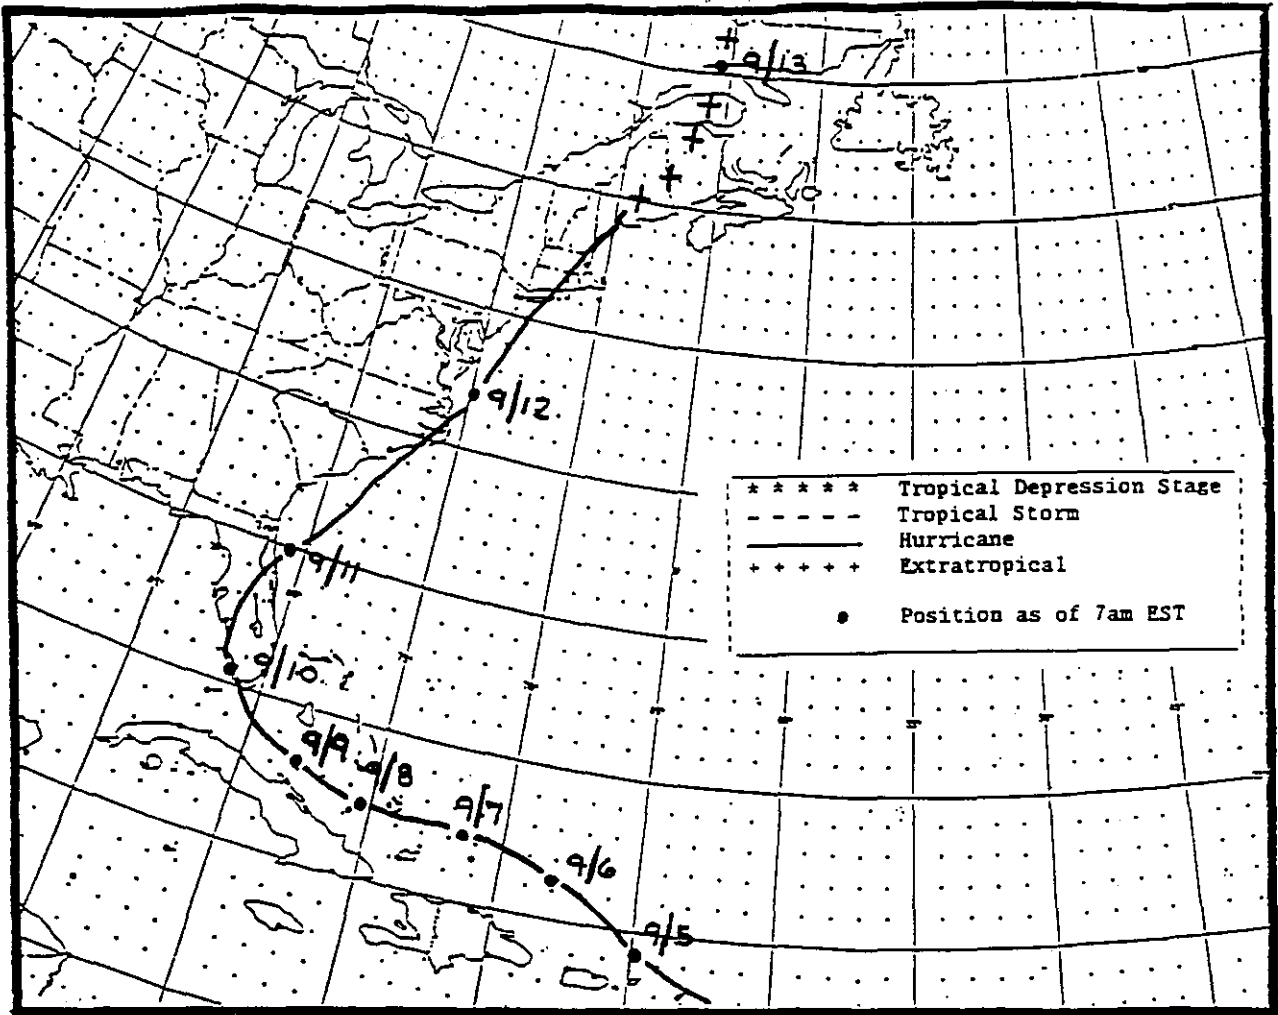 9/13
9/12.
* * * * * Tropical Depression Stage
- - - - - Tropical Storm
Hurricane
+ + + + + Extratropical
● Position as of 7am EST
9/11
9/10
9/9
9/8
9/7
9/6
9/5